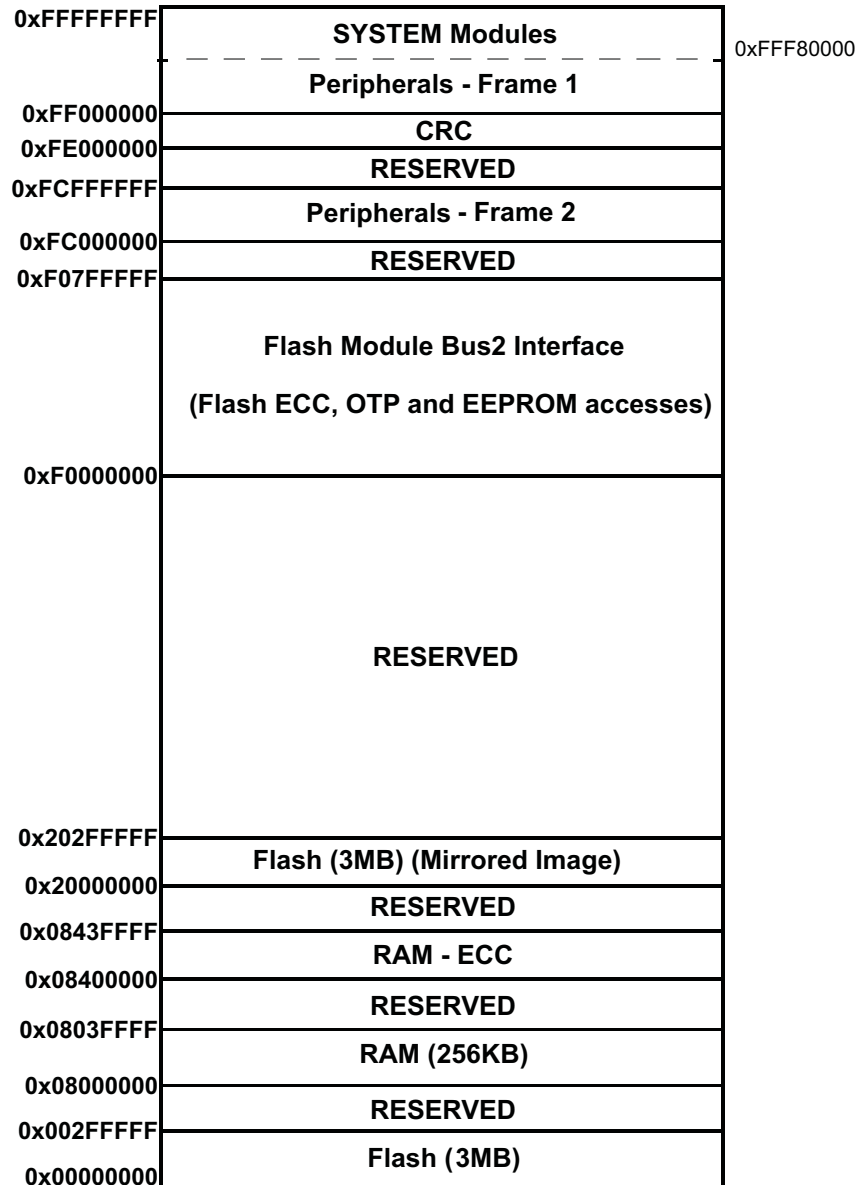 0xFFFFFFFF
SYSTEM Modules
0xFFF80000
Peripherals - Frame 1
0xFF000000
CRC
0xFE000000
RESERVED
0xFCFFFFFF
Peripherals - Frame 2
0xFC000000
RESERVED
0xF07FFFFF
Flash Module Bus2 Interface
(Flash ECC, OTP and EEPROM accesses)
0xF0000000
RESERVED
0x202FFFFF
Flash (3MB) (Mirrored Image)
0x20000000
RESERVED
0x0843FFFF
RAM - ECC
0x08400000
RESERVED
0x0803FFFF
RAM (256KB)
0x08000000
RESERVED
0x002FFFFF
Flash (3MB)
0x00000000